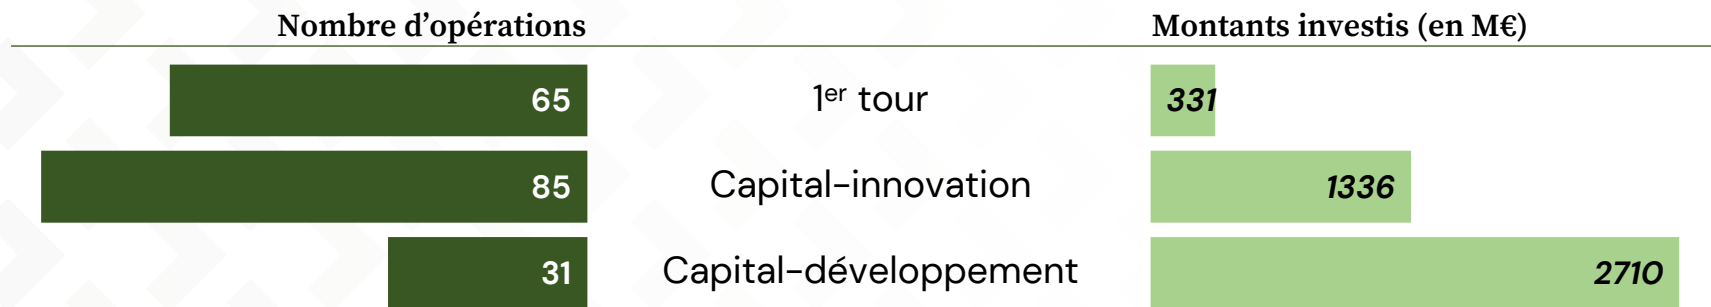 Nombre d’opérations Montants investis (en M€)
65 1er tour 331
85 Capital-innovation 1336
31 Capital-développement 2710